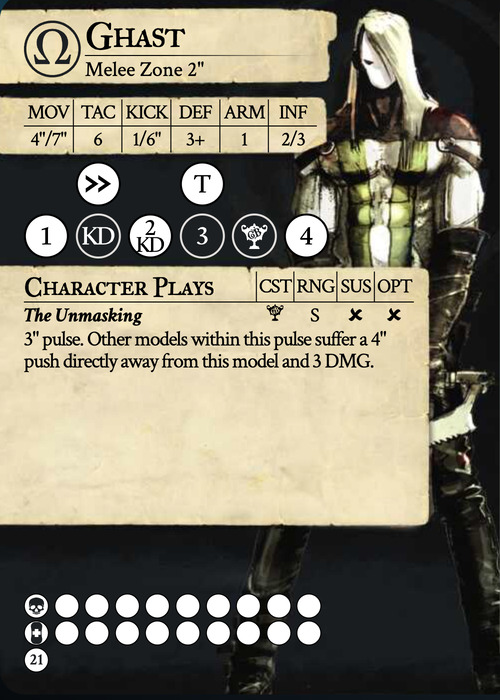 Ω GHAST
Melee Zone 2"
MOV TAC KICK DEF ARM INF
4"/7" 6 1/6" 3+ 1 2/3
>> T
1 KD 2 KD 3 4
CHARACTER PLAYS CST RNG SUS OPT
The Unmasking S ✘ ✘
3" pulse. Other models within this pulse suffer a 4"
push directly away from this model and 3 DMG.
21